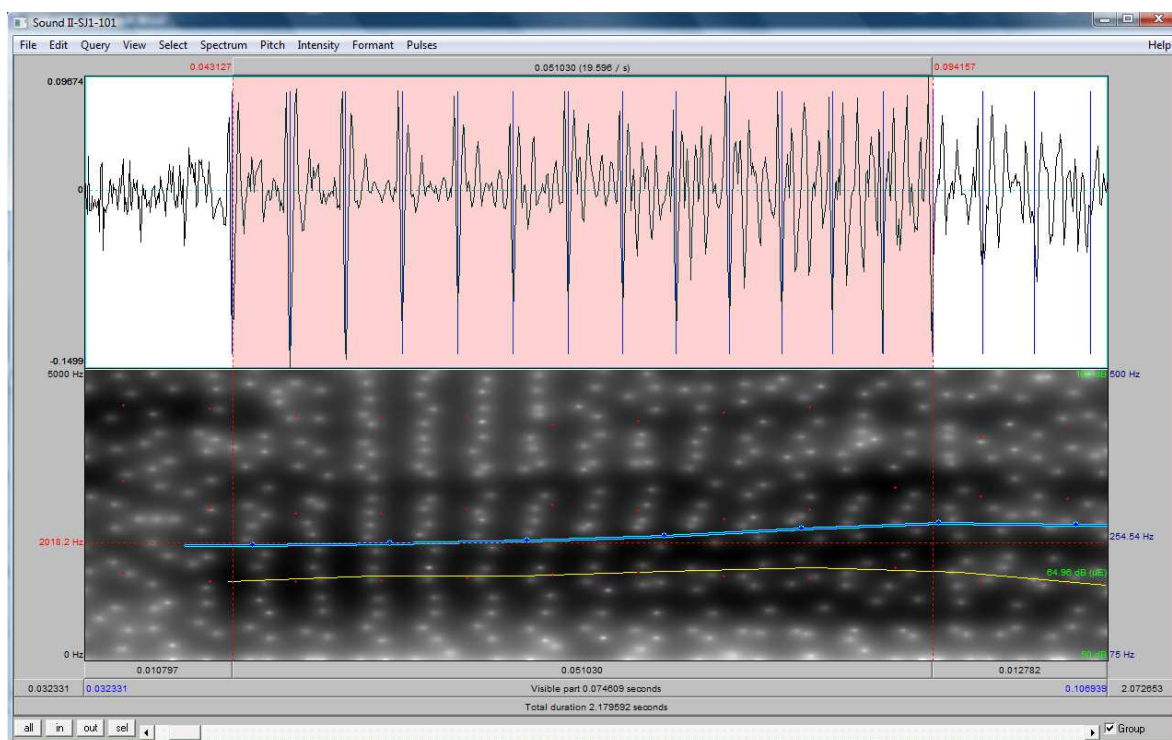 Sound II-SJ1-101
File Edit Query View Select Spectrum Pitch Intensity Formant Pulses Help
0.043127 0.051030 (19.596 / s) 0.094157
0.09674
0
-0.1499
5000 Hz 500 Hz
2018.2 Hz 254.54 Hz
64.96 dB (µE)
0 Hz 50 dB 75 Hz
0.010797 0.051030 0.012782
0.032331 0.032331 Visible part 0.074609 seconds 0.106939 2.072653
Total duration 2.179592 seconds
all in out sel Group